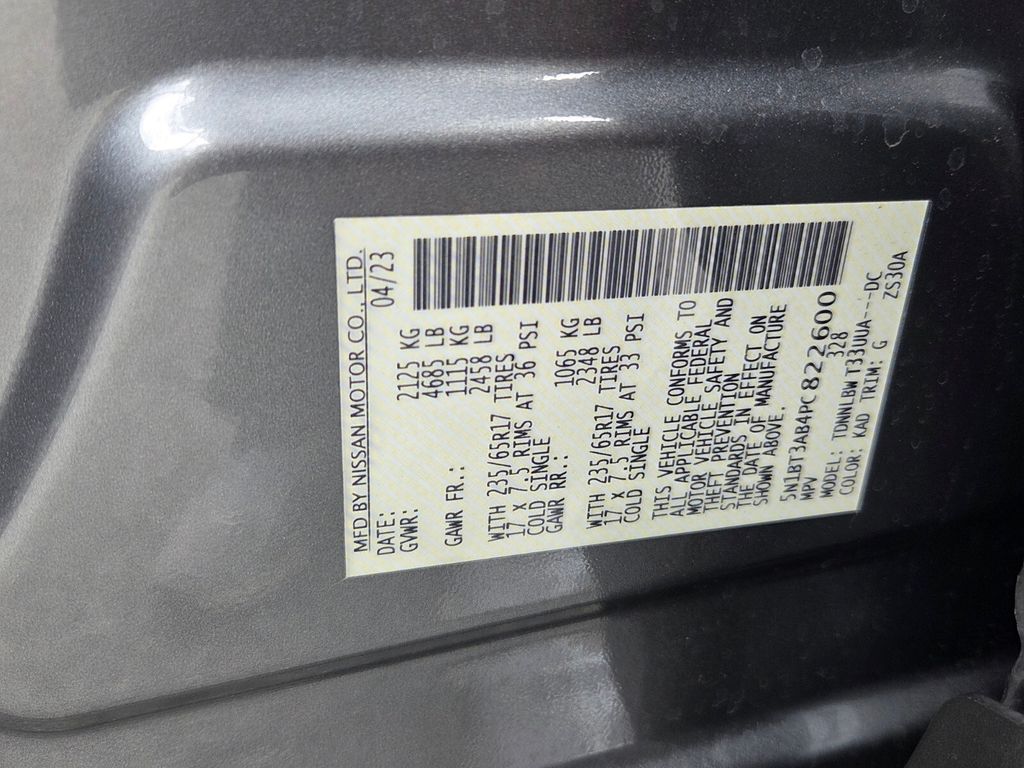 MFD BY NISSAN MOTOR CO., LTD.
DATE: 04/23
GVWR: 2125 KG
4685 LB
GAWR FR.: 1115 KG
2458 LB
WITH 235/65R17 TIRES
17 X 7.5 RIMS AT 36 PSI
COLD SINGLE
GAWR RR.: 1065 KG
2348 LB
WITH 235/65R17 TIRES
17 X 7.5 RIMS AT 33 PSI
COLD SINGLE
THIS VEHICLE CONFORMS TO
ALL APPLICABLE FEDERAL
MOTOR VEHICLE SAFETY AND
THEFT PREVENTION
STANDARDS IN EFFECT ON
THE DATE OF MANUFACTURE
SHOWN ABOVE.
5N1BT3AB4PC822600
MPV 328
MODEL: TDNNLBW T33UUA---DC
COLOR: KAD TRIM: G ZS30A